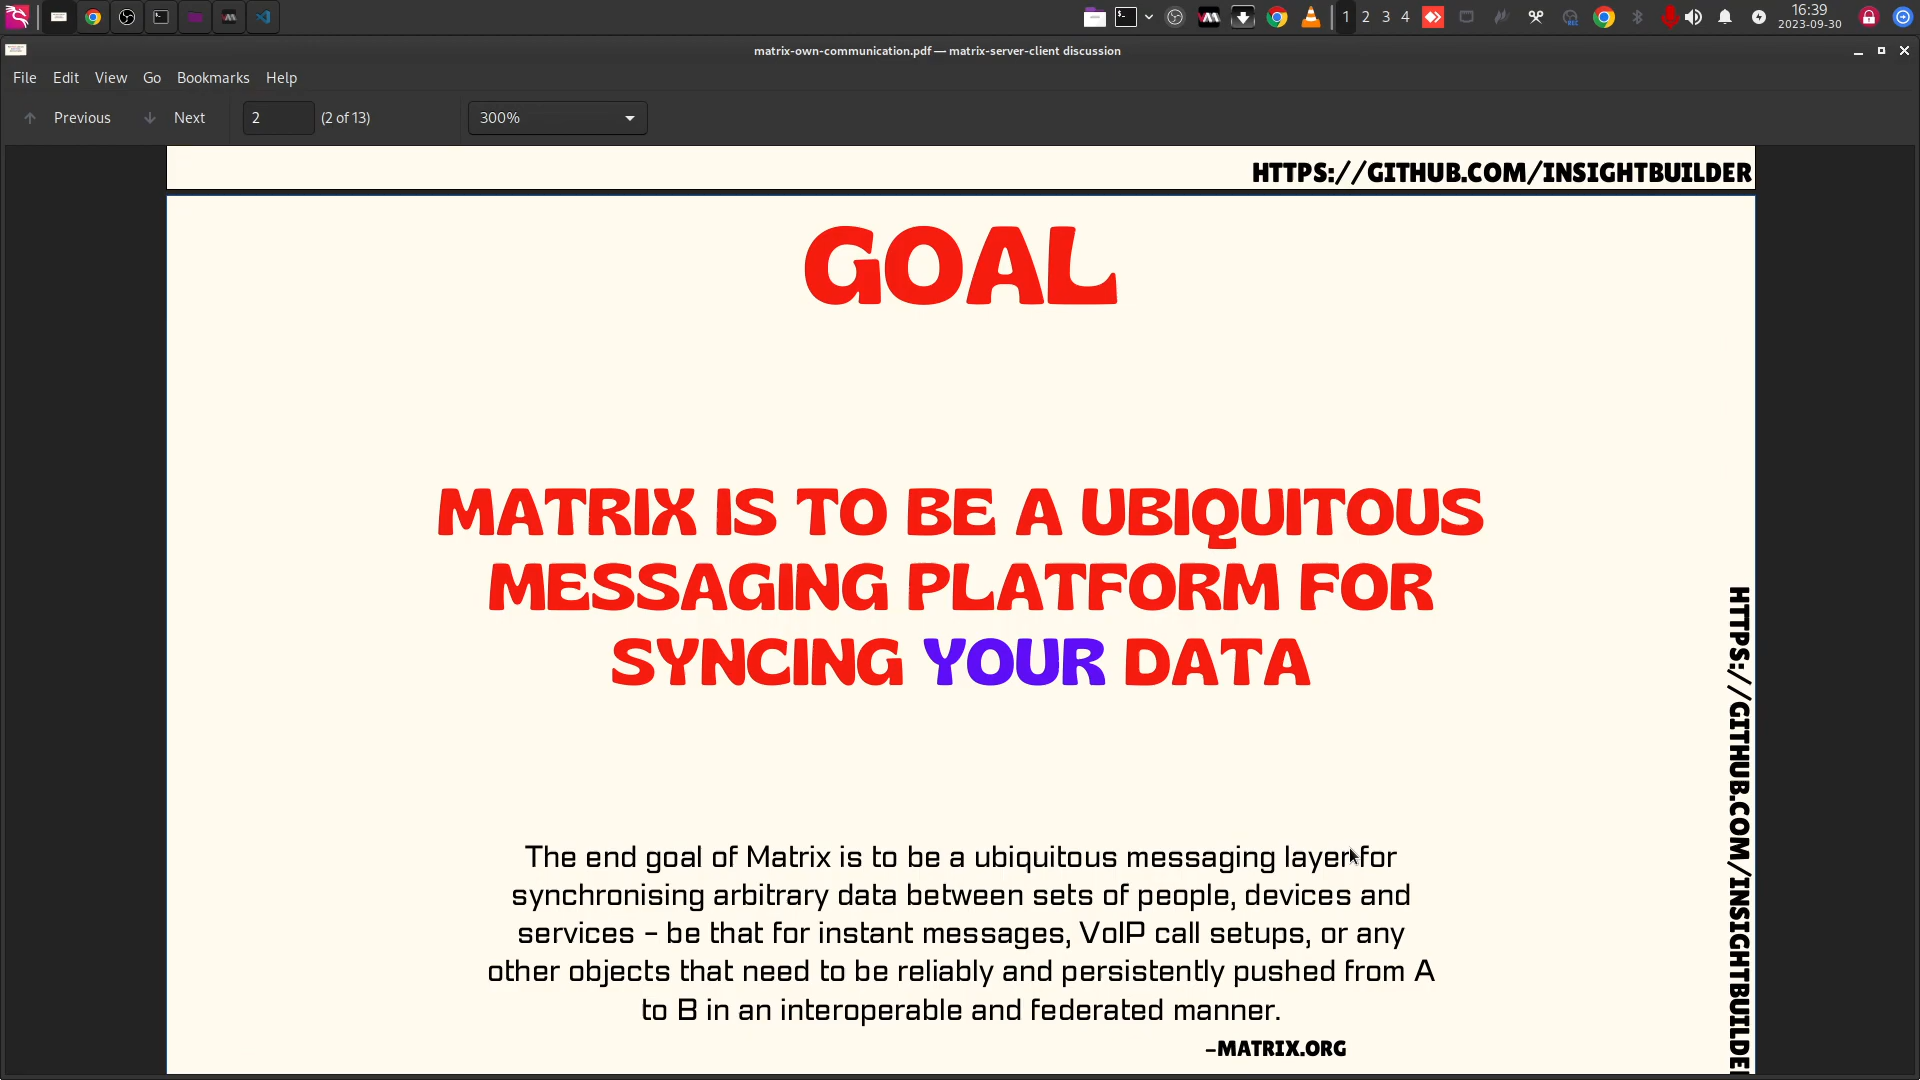 1 2 3 4
16:39
2023-09-30
matrix-own-communication.pdf — matrix-server-client discussion
File Edit View Go Bookmarks Help
Previous Next 2 (2 of 13) 300%
HTTPS://GITHUB.COM/INSIGHTBUILDER
GOAL
MATRIX IS TO BE A UBIQUITOUS
MESSAGING PLATFORM FOR
SYNCING YOUR DATA
The end goal of Matrix is to be a ubiquitous messaging layer for
synchronising arbitrary data between sets of people, devices and
services – be that for instant messages, VoIP call setups, or any
other objects that need to be reliably and persistently pushed from A
to B in an interoperable and federated manner.
–MATRIX.ORG
HTTPS://GITHUB.COM/INSIGHTBUILDE